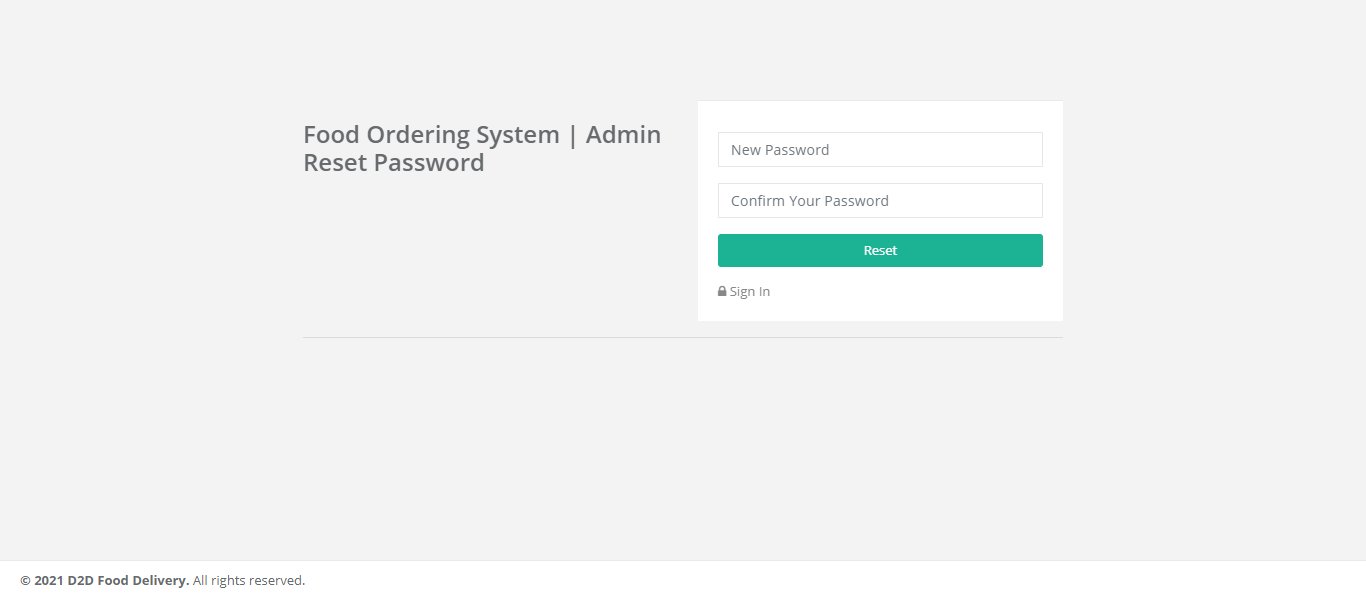 Food Ordering System | Admin
Reset Password
New Password
Confirm Your Password
Reset
Sign In
© 2021 D2D Food Delivery. All rights reserved.